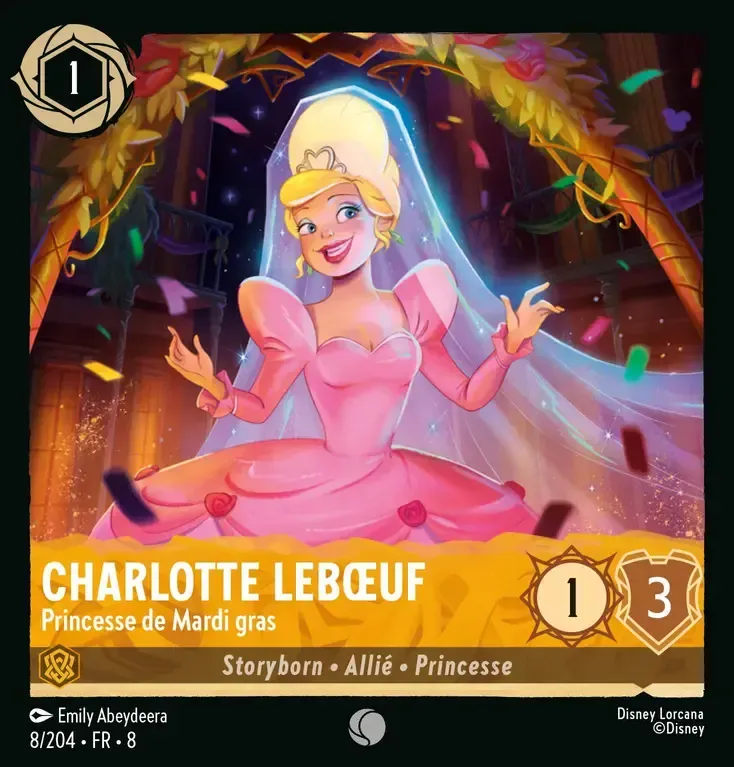 1
CHARLOTTE LEBŒUF
Princesse de Mardi gras
1
3
Storyborn • Allié • Princesse
Emily Abeydeera
8/204 • FR • 8
Disney Lorcana
©Disney